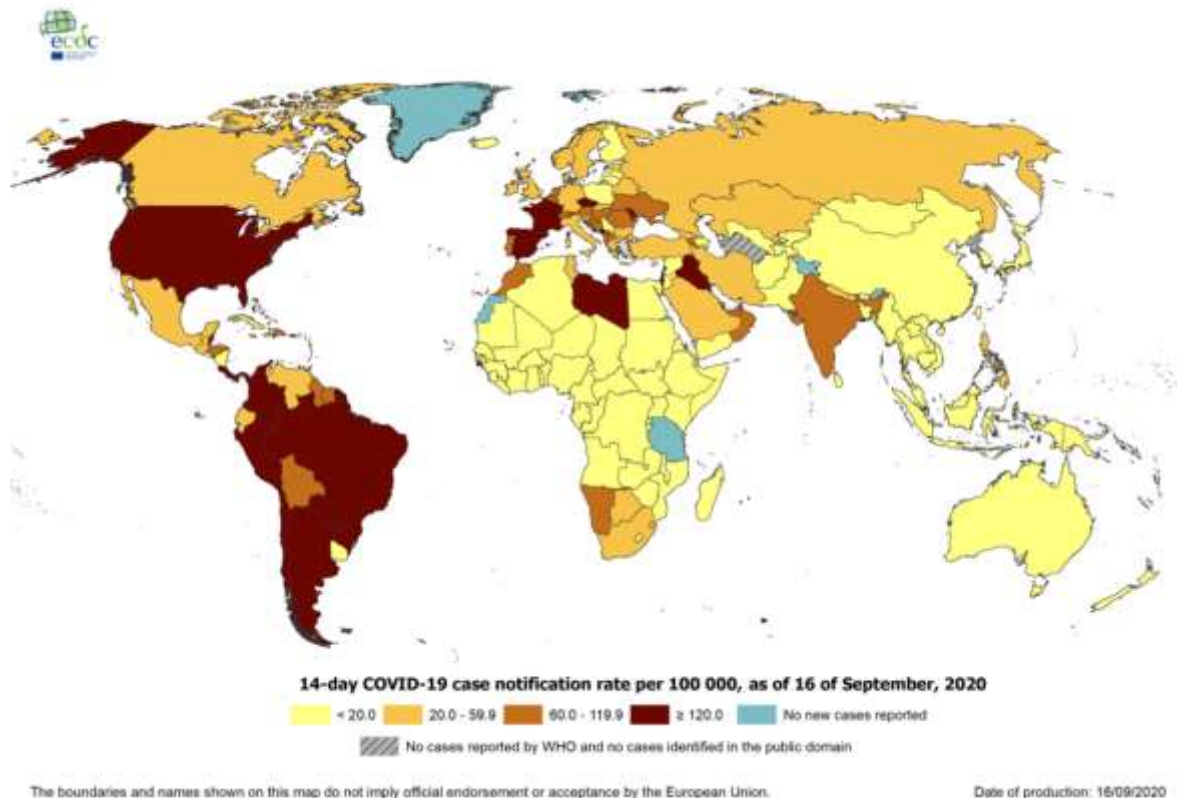 ecdc
14-day COVID-19 case notification rate per 100 000, as of 16 of September, 2020
< 20.0 20.0 - 59.9 60.0 - 119.9 ≥ 120.0 No new cases reported
No cases reported by WHO and no cases identified in the public domain
The boundaries and names shown on this map do not imply official endorsement or acceptance by the European Union. Date of production: 16/09/2020